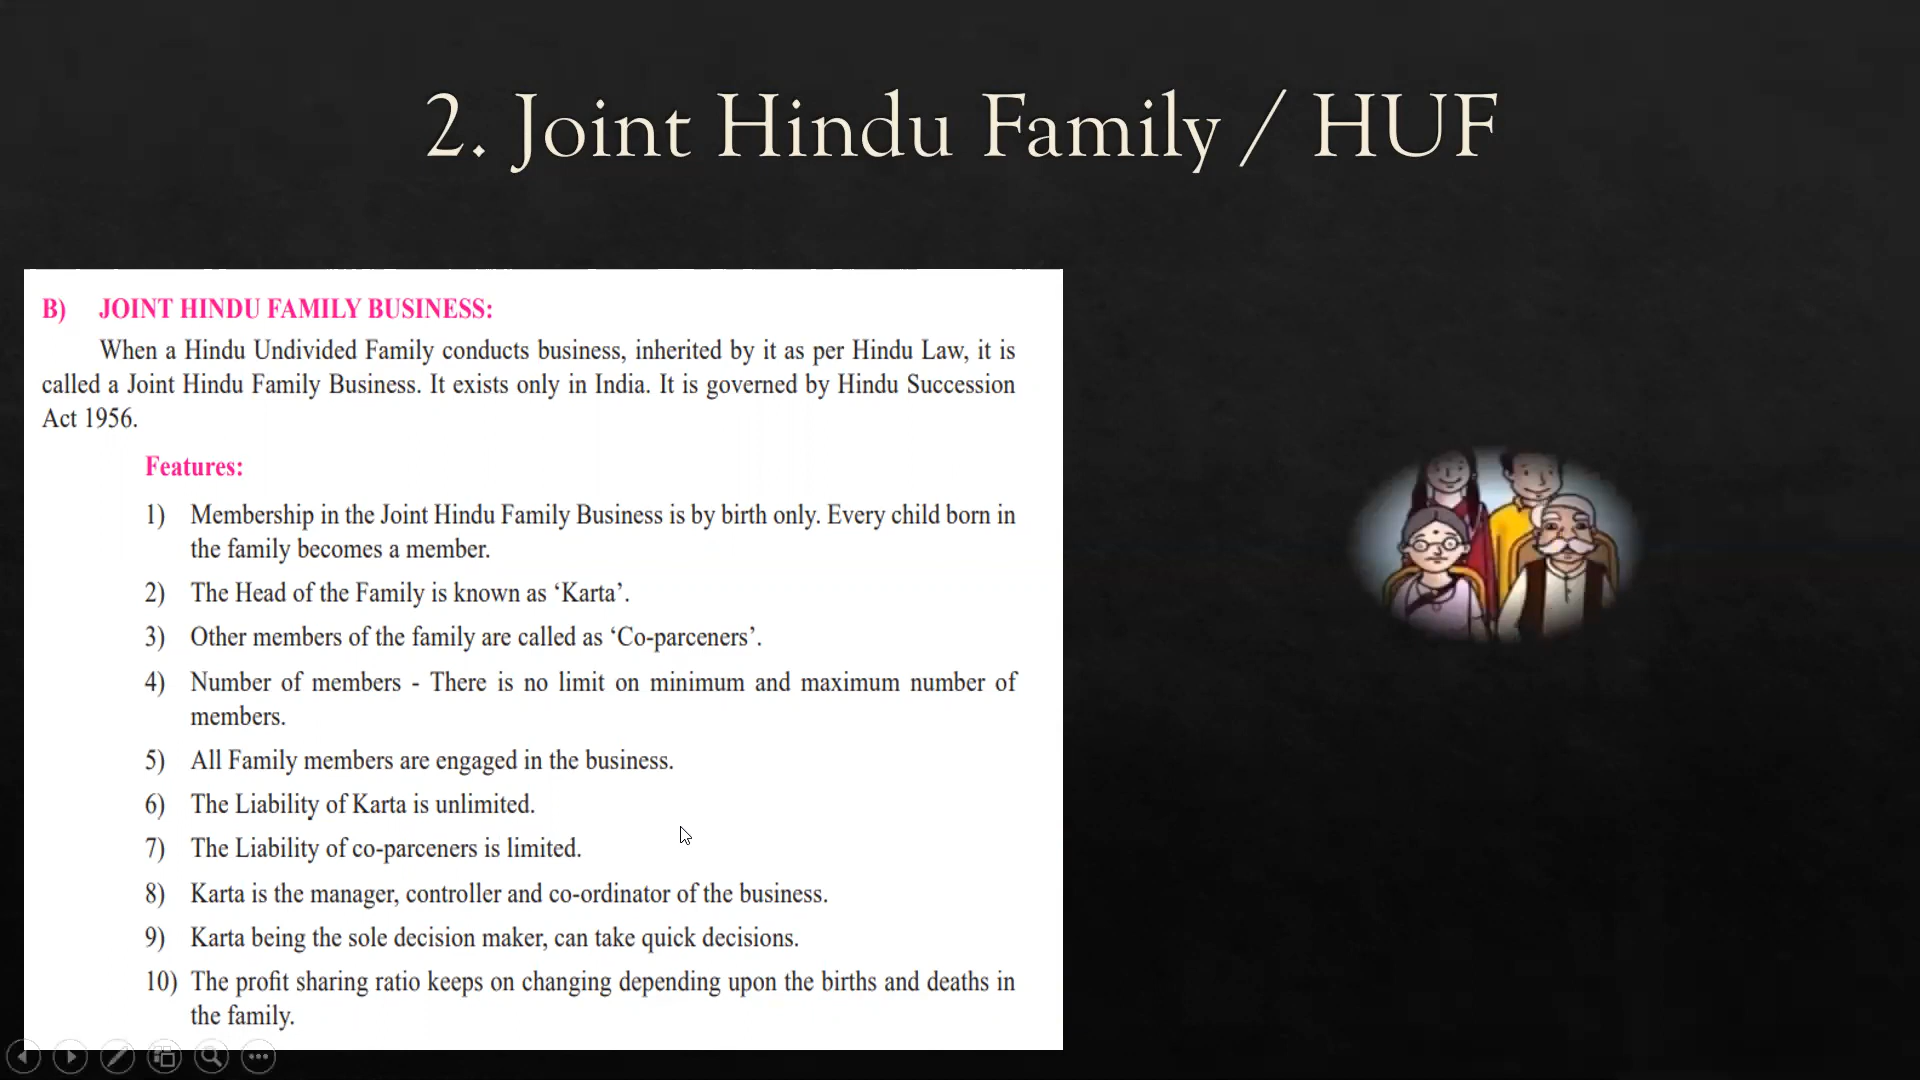 2. Joint Hindu Family / HUF
B) JOINT HINDU FAMILY BUSINESS:
When a Hindu Undivided Family conducts business, inherited by it as per Hindu Law, it is
called a Joint Hindu Family Business. It exists only in India. It is governed by Hindu Succession
Act 1956.
Features:
1) Membership in the Joint Hindu Family Business is by birth only. Every child born in
the family becomes a member.
2) The Head of the Family is known as ‘Karta’.
3) Other members of the family are called as ‘Co-parceners’.
4) Number of members - There is no limit on minimum and maximum number of
members.
5) All Family members are engaged in the business.
6) The Liability of Karta is unlimited.
7) The Liability of co-parceners is limited.
8) Karta is the manager, controller and co-ordinator of the business.
9) Karta being the sole decision maker, can take quick decisions.
10) The profit sharing ratio keeps on changing depending upon the births and deaths in
the family.